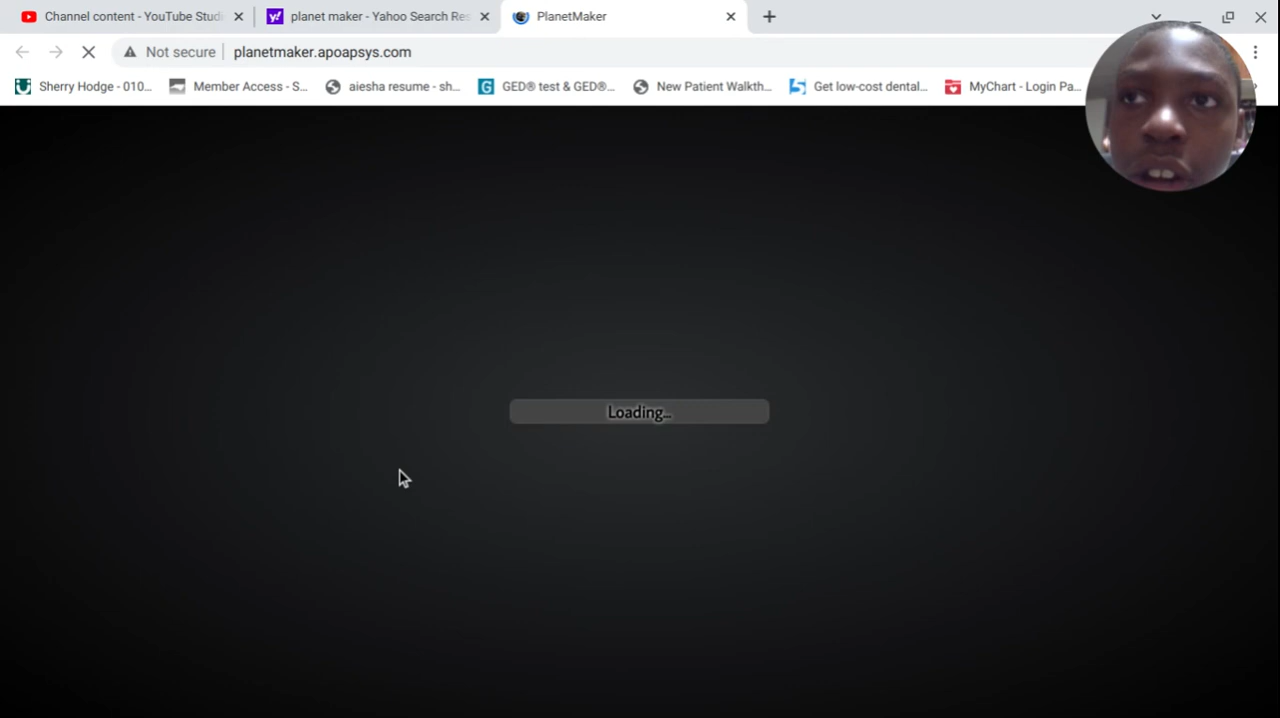 Channel content - YouTube Studi
planet maker - Yahoo Search Res
PlanetMaker
Not secure
planetmaker.apoapsys.com
Sherry Hodge - 010...
Member Access - S...
aiesha resume - sh...
GED® test & GED®...
New Patient Walkth...
Get low-cost dental...
MyChart - Login Pa...
Loading...